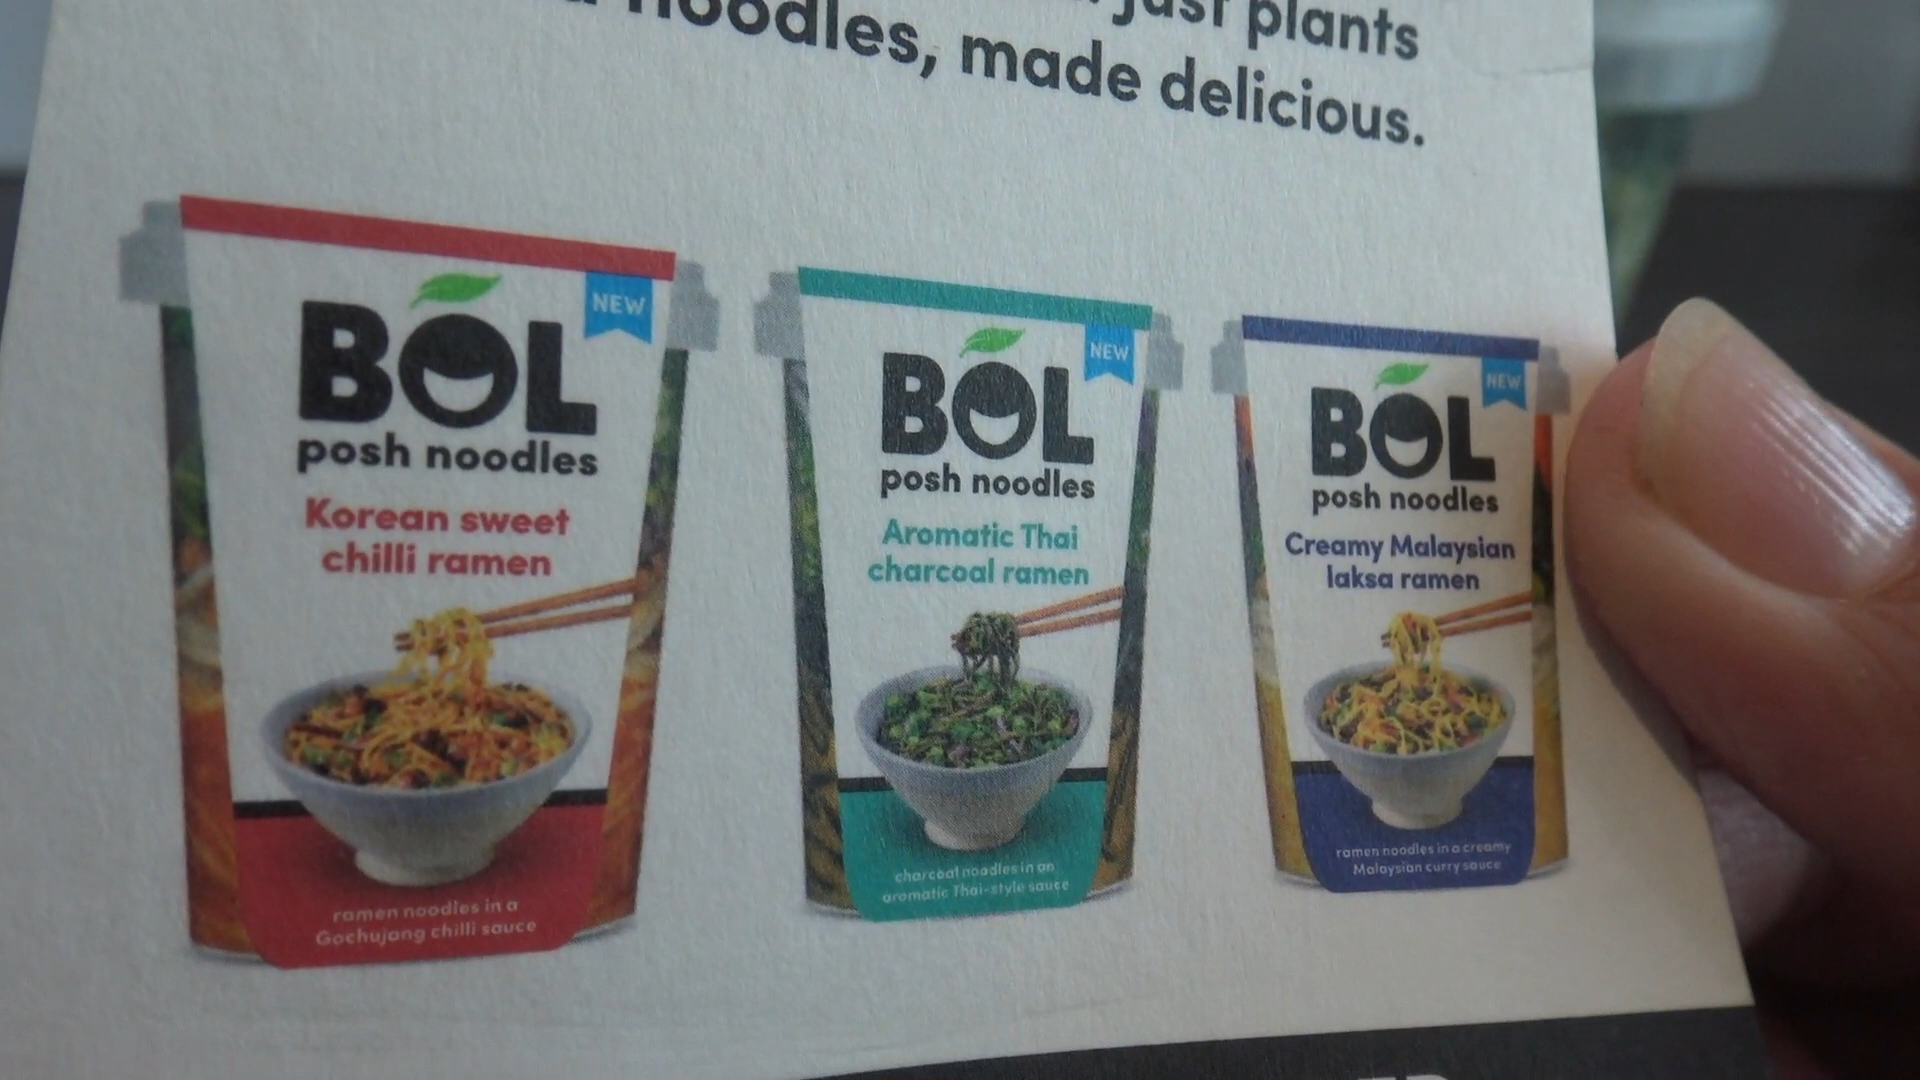 just plants
noodles, made delicious.
NEW
BOL
posh noodles
Korean sweet
chilli ramen
ramen noodles in a
Gochujang chilli sauce
NEW
BOL
posh noodles
Aromatic Thai
charcoal ramen
charcoal noodles in an
aromatic Thai-style sauce
NEW
BOL
posh noodles
Creamy Malaysian
laksa ramen
ramen noodles in a creamy
Malaysian curry sauce